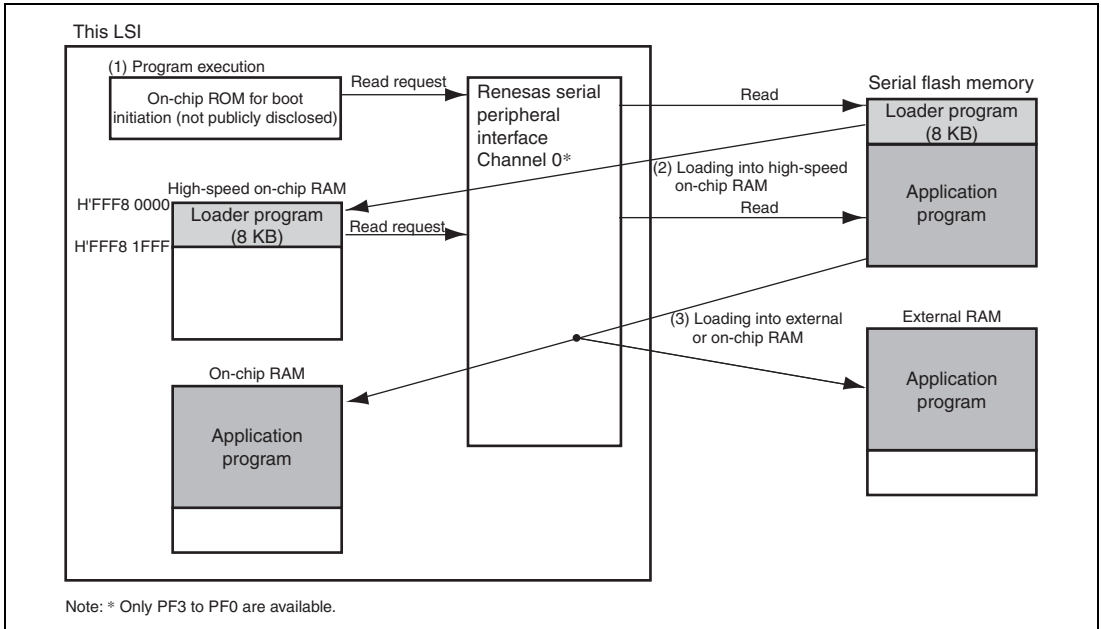 This LSI
(1) Program execution
On-chip ROM for boot
initiation (not publicly disclosed)
Read request
Renesas serial
peripheral
interface
Channel 0*
Read
Serial flash memory
Loader program
(8 KB)
Application
program
(2) Loading into high-speed
on-chip RAM
Read
High-speed on-chip RAM
H'FFF8 0000
Loader program
(8 KB)
H'FFF8 1FFF
Read request
(3) Loading into external
or on-chip RAM
On-chip RAM
Application
program
External RAM
Application
program
Note: * Only PF3 to PF0 are available.